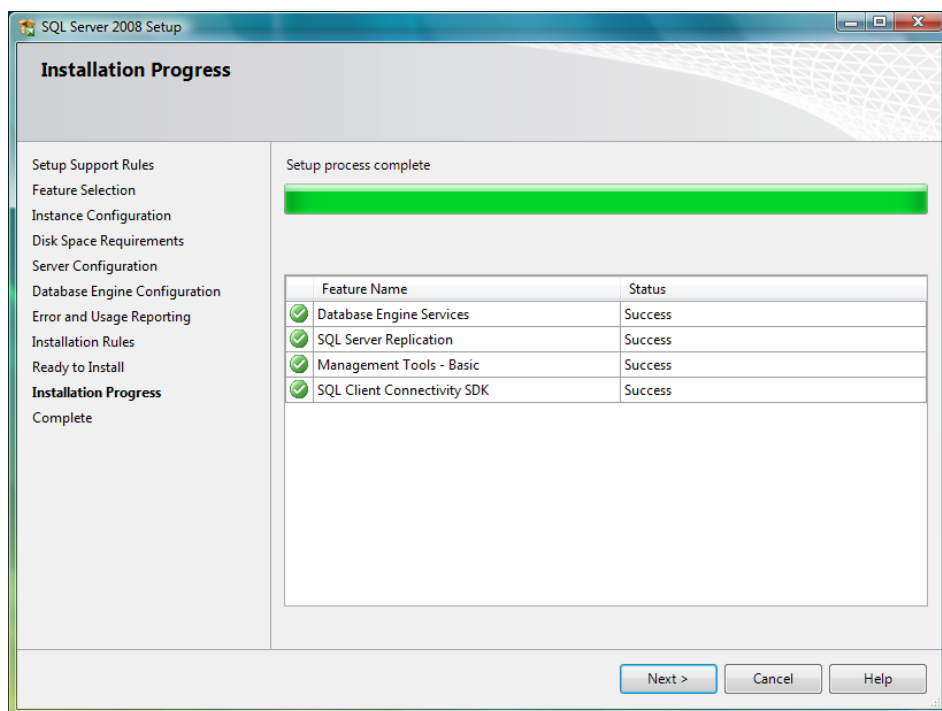 SQL Server 2008 Setup
Installation Progress
Setup Support Rules
Feature Selection
Instance Configuration
Disk Space Requirements
Server Configuration
Database Engine Configuration
Error and Usage Reporting
Installation Rules
Ready to Install
Installation Progress
Complete
Setup process complete
Feature Name Status
Database Engine Services Success
SQL Server Replication Success
Management Tools - Basic Success
SQL Client Connectivity SDK Success
Next > Cancel Help